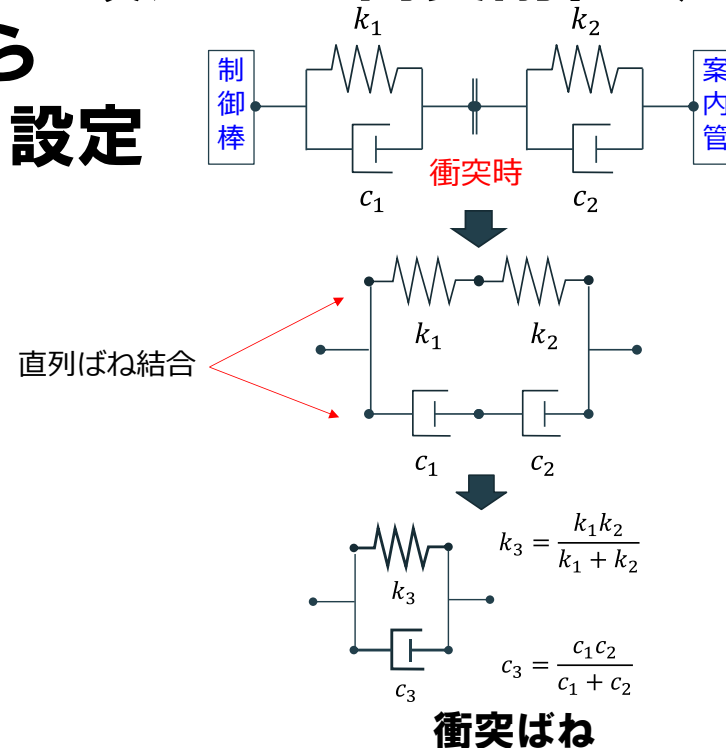 ら
設定
k₁
k₂
制御棒
案内管
衝突時
c₁
c₂
直列ばね結合
k₁
k₂
c₁
c₂
k₃
k₃ = k₁k₂ / (k₁ + k₂)
c₃
c₃ = c₁c₂ / (c₁ + c₂)
衝突ばね